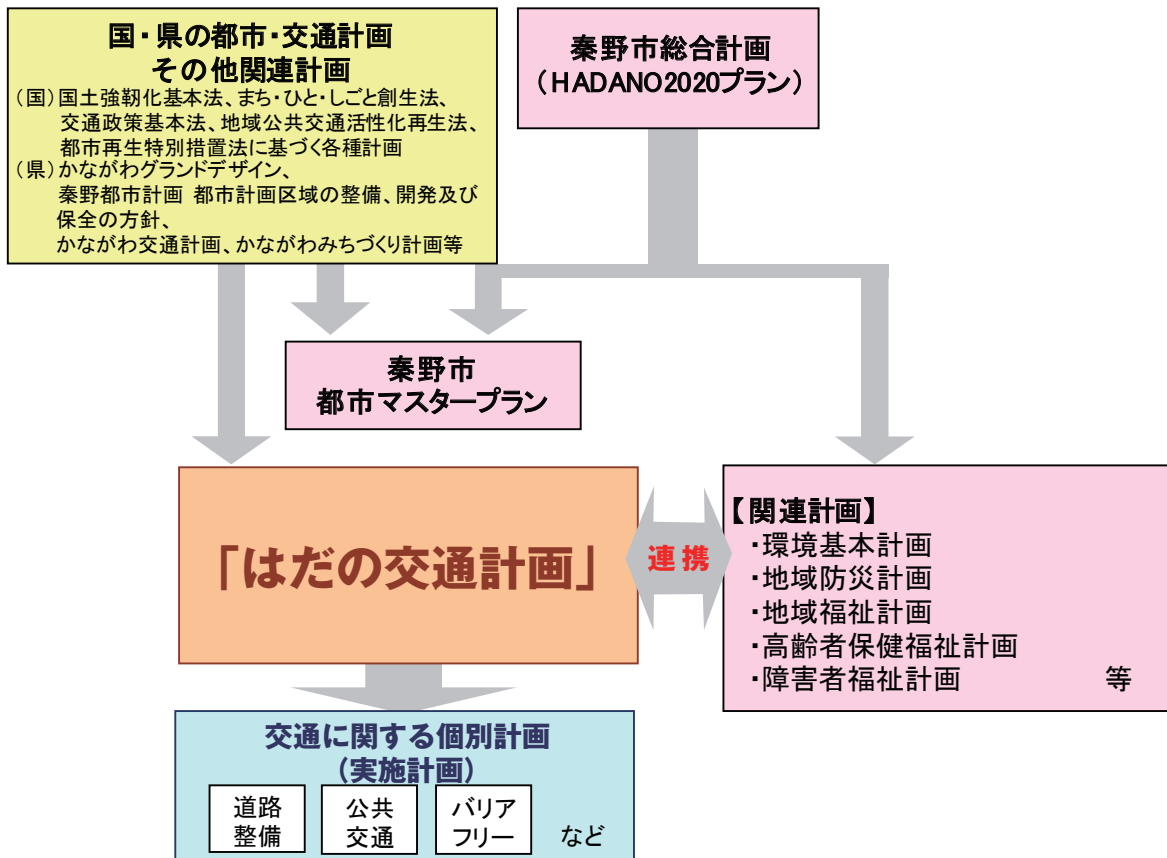 国・県の都市・交通計画
その他関連計画
（国）国土強靭化基本法、まち・ひと・しごと創生法、
交通政策基本法、地域公共交通活性化再生法、
都市再生特別措置法に基づく各種計画
（県）かながわグランドデザイン、
秦野都市計画 都市計画区域の整備、開発及び
保全の方針、
かながわ交通計画、かながわみちづくり計画等
秦野市総合計画
（HADANO2020プラン）
秦野市
都市マスタープラン
「はだの交通計画」
連携
【関連計画】
・環境基本計画
・地域防災計画
・地域福祉計画
・高齢者保健福祉計画
・障害者福祉計画 等
交通に関する個別計画
（実施計画）
道路
整備
公共
交通
バリア
フリー
など